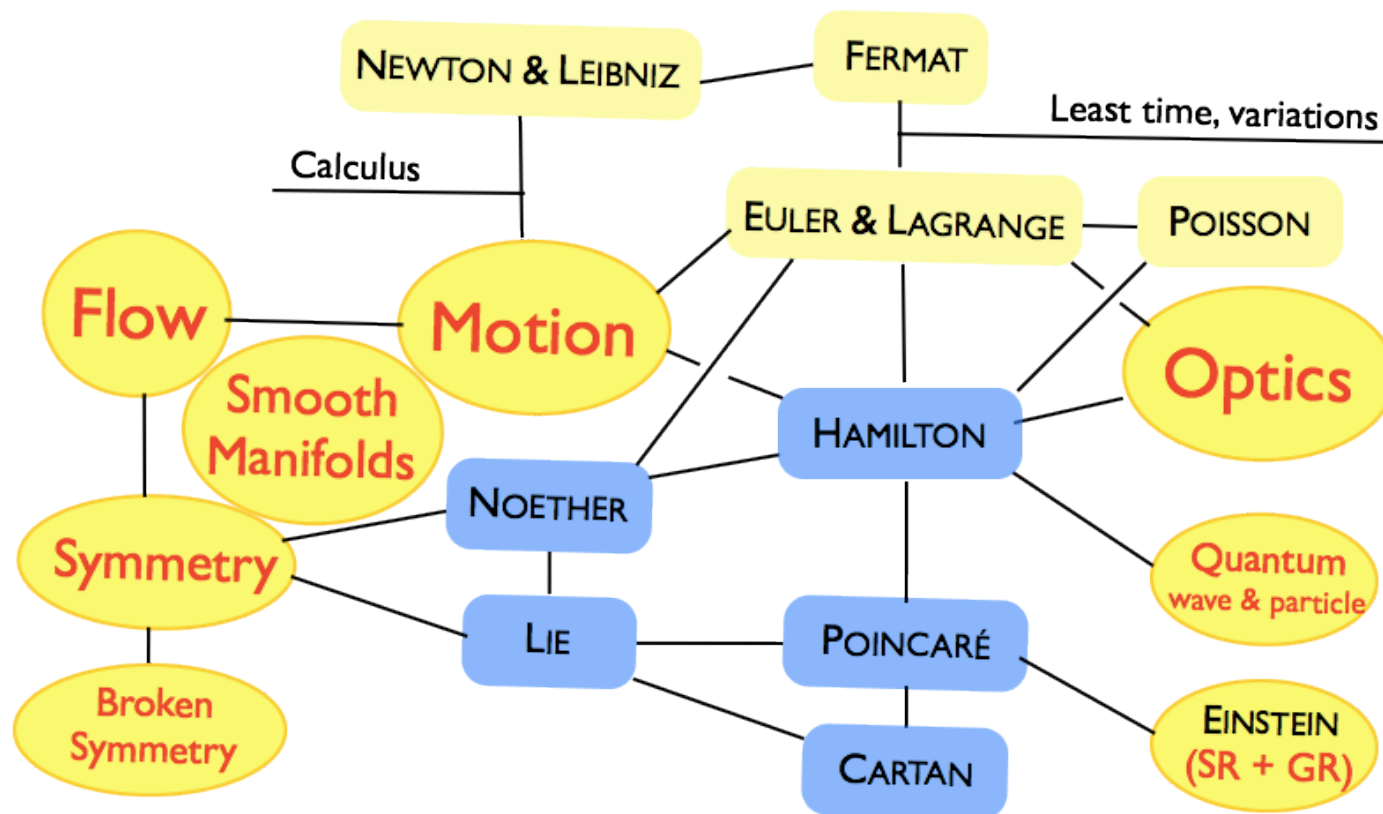 NEWTON & LEIBNIZ
FERMAT
Least time, variations
Calculus
EULER & LAGRANGE
POISSON
Flow
Motion
Optics
Smooth
Manifolds
HAMILTON
NOETHER
Symmetry
Quantum
wave & particle
LIE
POINCARÉ
Broken
Symmetry
EINSTEIN
(SR + GR)
CARTAN